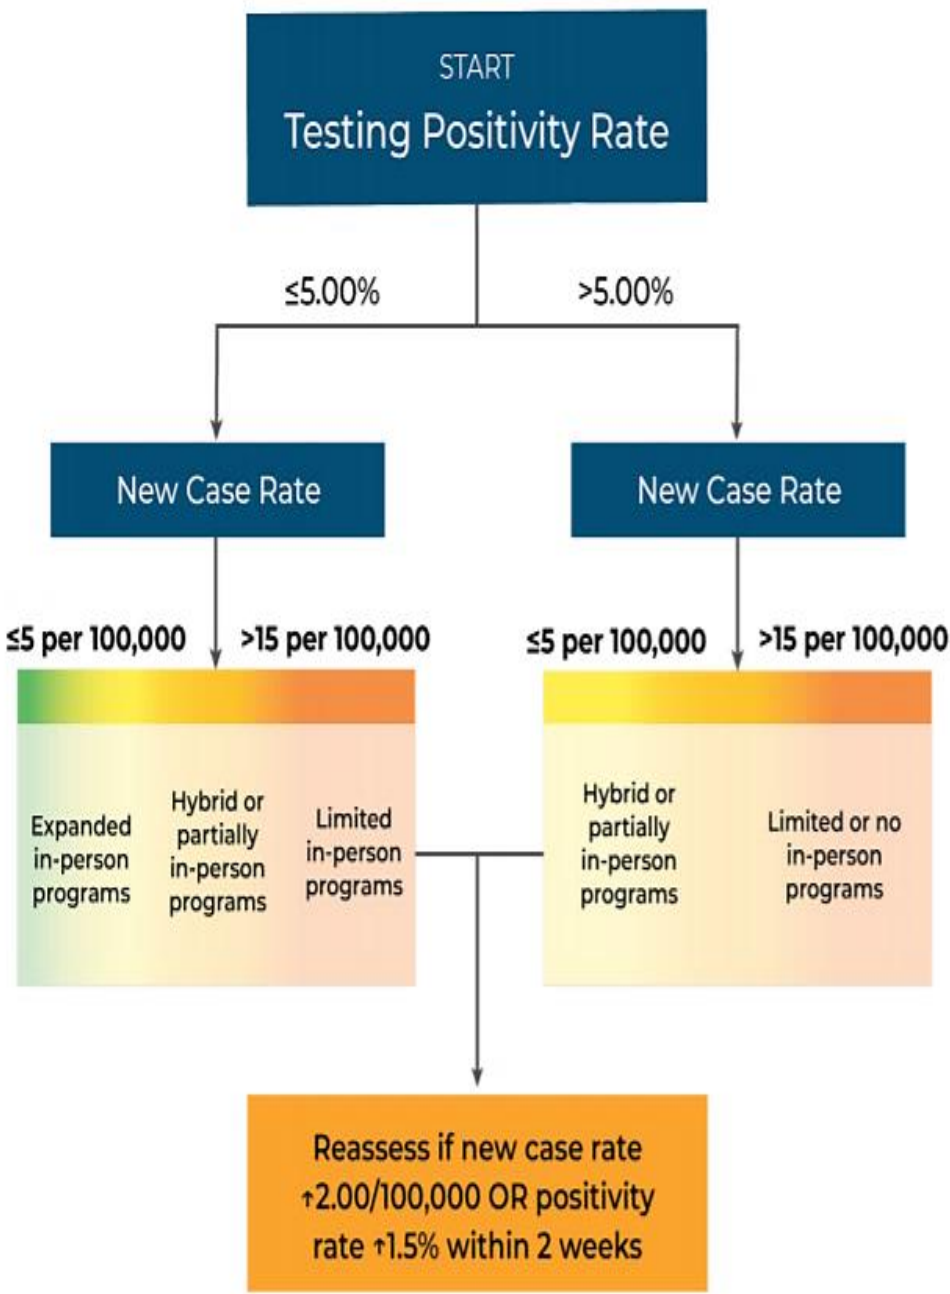 START
Testing Positivity Rate
≤5.00%
>5.00%
New Case Rate
New Case Rate
≤5 per 100,000
>15 per 100,000
≤5 per 100,000
>15 per 100,000
Expanded
in-person
programs
Hybrid or
partially
in-person
programs
Limited
in-person
programs
Hybrid or
partially
in-person
programs
Limited or no
in-person
programs
Reassess if new case rate
↑2.00/100,000 OR positivity
rate ↑1.5% within 2 weeks